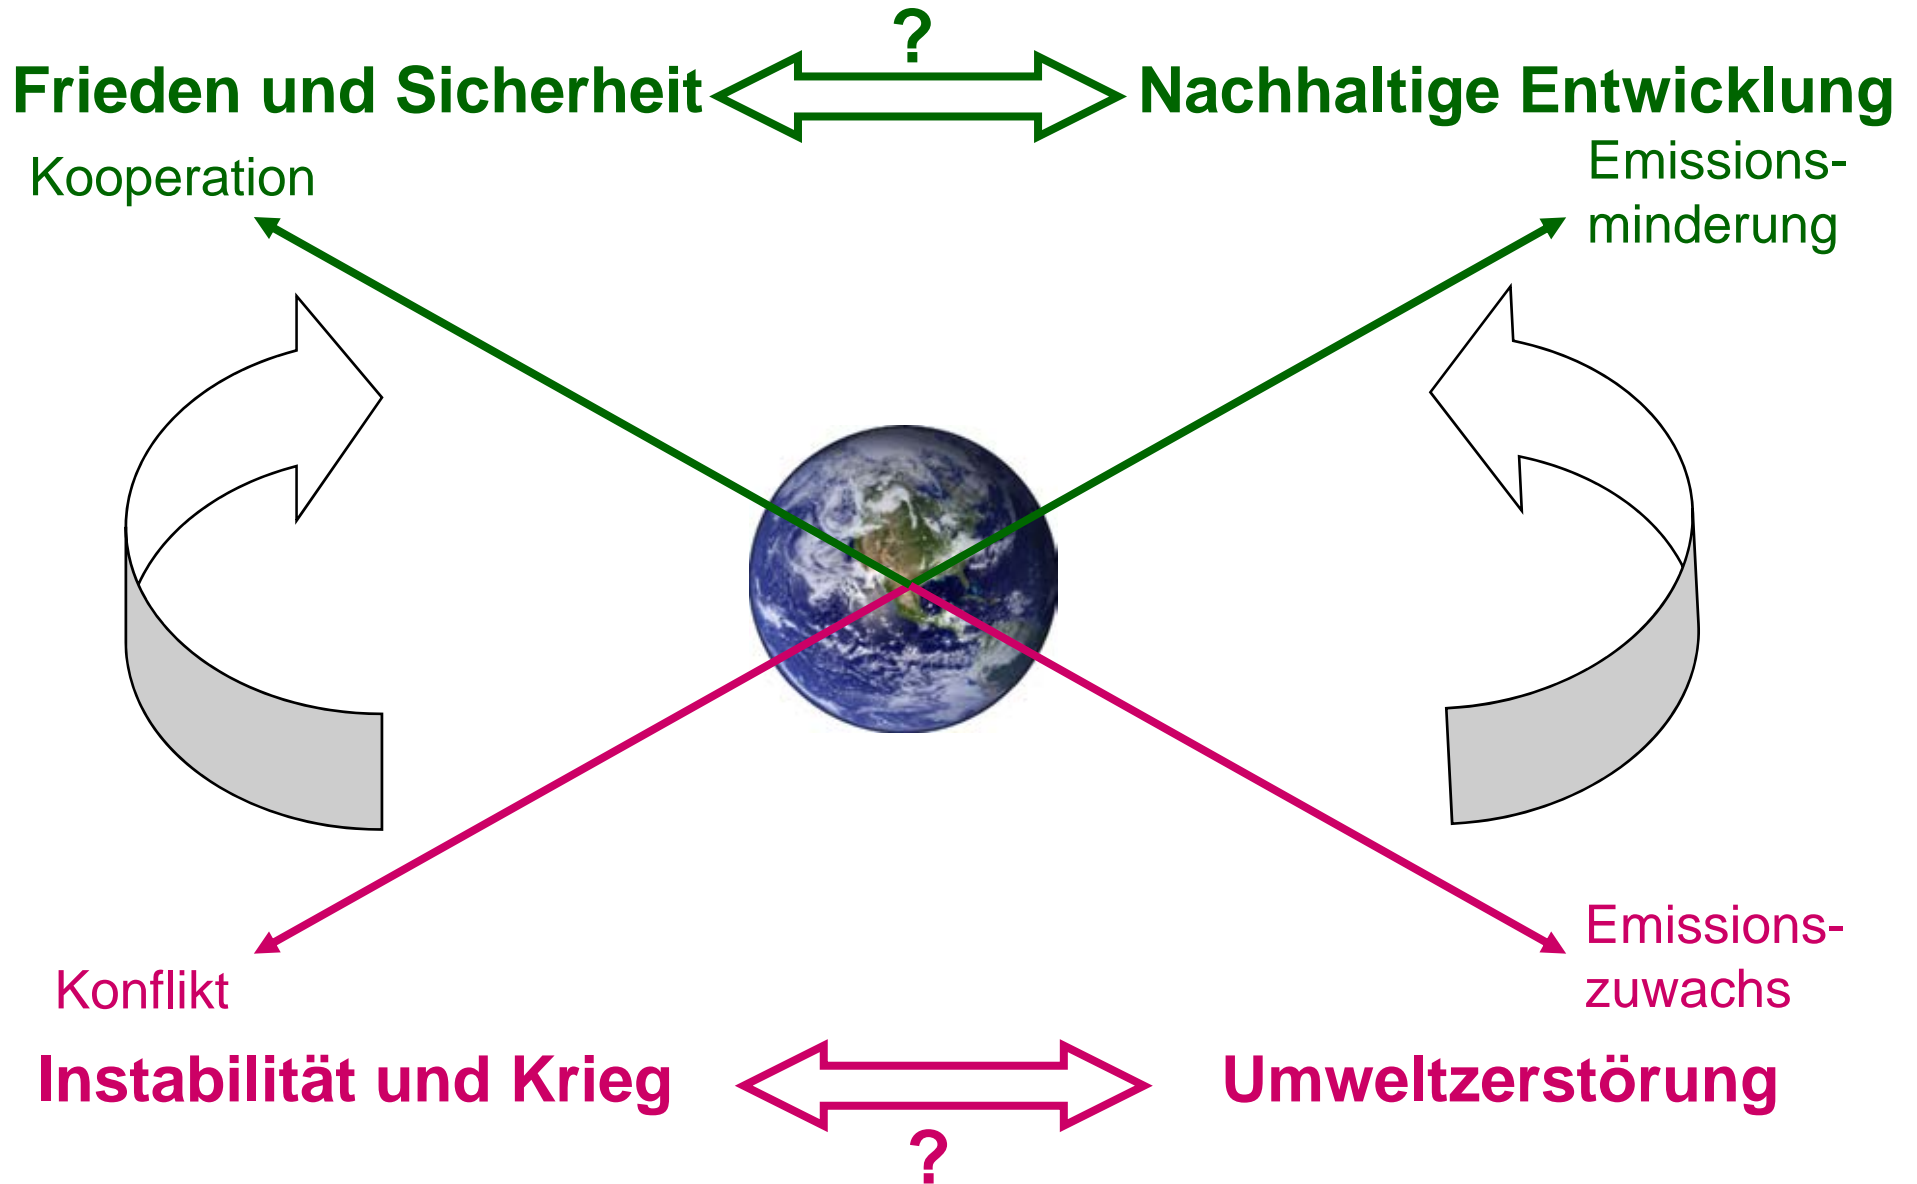 ?
Frieden und Sicherheit
Nachhaltige Entwicklung
Kooperation
Emissions-
minderung
Konflikt
Emissions-
zuwachs
Instabilität und Krieg
Umweltzerstörung
?